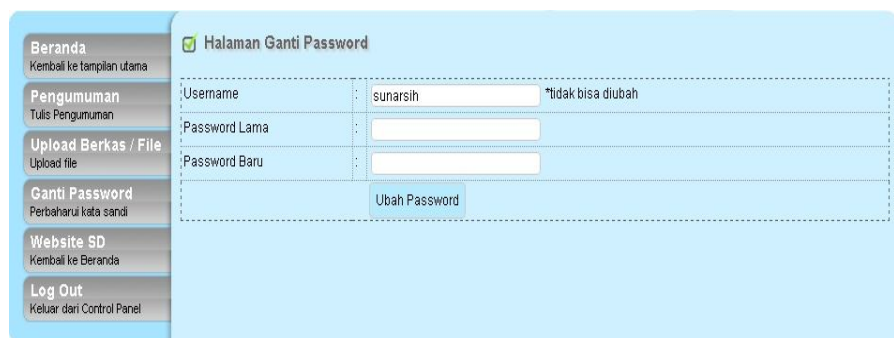 Beranda
Kembali ke tampilan utama
Pengumuman
Tulis Pengumuman
Upload Berkas / File
Upload file
Ganti Password
Perbaharui kata sandi
Website SD
Kembali ke Beranda
Log Out
Keluar dari Control Panel
Halaman Ganti Password
Username : sunarsih *tidak bisa diubah
Password Lama :
Password Baru :
Ubah Password